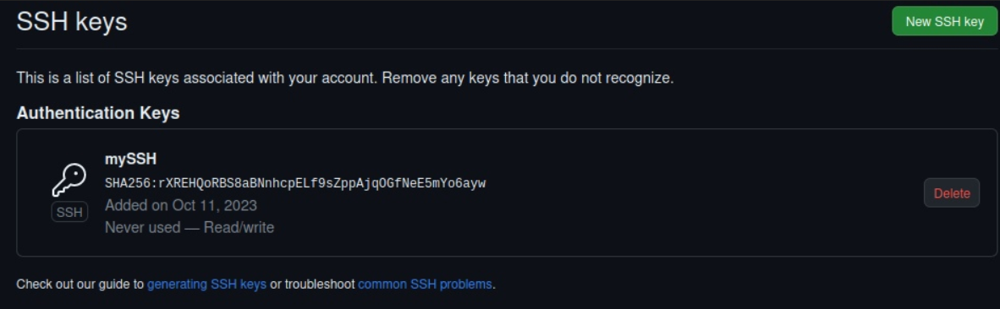 SSH keys
New SSH key
This is a list of SSH keys associated with your account. Remove any keys that you do not recognize.
Authentication Keys
mySSH
SHA256:rXREHQoRBS8aBNnhcpELf9sZppAjqOGfNeE5mYo6ayw
SSH
Added on Oct 11, 2023
Never used — Read/write
Delete
Check out our guide to generating SSH keys or troubleshoot common SSH problems.